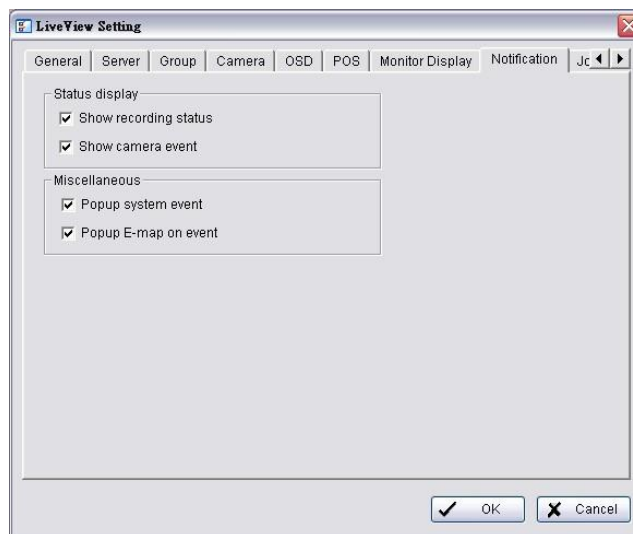 LiveView Setting
General Server Group Camera OSD POS Monitor Display Notification
Status display
Show recording status
Show camera event
Miscellaneous
Popup system event
Popup E-map on event
OK Cancel